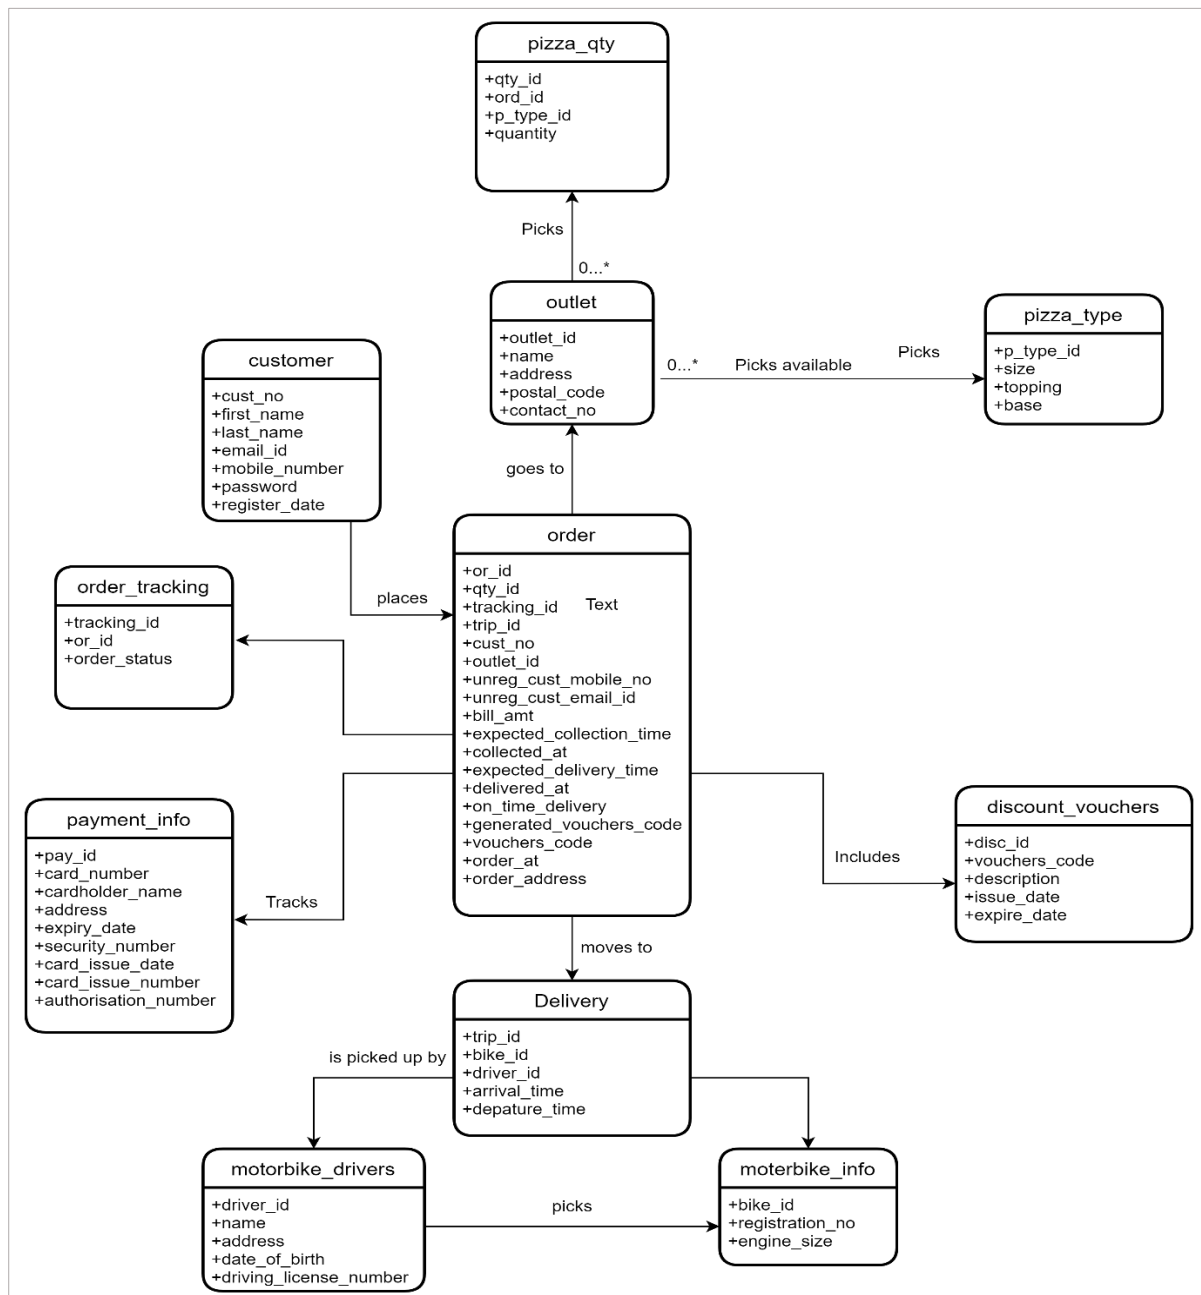 pizza_qty
+qty_id
+ord_id
+p_type_id
+quantity
Picks
0...*
outlet
+outlet_id
+name
+address
+postal_code
+contact_no
0...*
Picks available
Picks
pizza_type
+p_type_id
+size
+topping
+base
customer
+cust_no
+first_name
+last_name
+email_id
+mobile_number
+password
+register_date
goes to
places
order
+or_id
+qty_id
+tracking_id
Text
+trip_id
+cust_no
+outlet_id
+unreg_cust_mobile_no
+unreg_cust_email_id
+bill_amt
+expected_collection_time
+collected_at
+expected_delivery_time
+delivered_at
+on_time_delivery
+generated_vouchers_code
+vouchers_code
+order_at
+order_address
order_tracking
+tracking_id
+or_id
+order_status
payment_info
+pay_id
+card_number
+cardholder_name
+address
+expiry_date
+security_number
+card_issue_date
+card_issue_number
+authorisation_number
Tracks
Includes
discount_vouchers
+disc_id
+vouchers_code
+description
+issue_date
+expire_date
moves to
Delivery
+trip_id
+bike_id
+driver_id
+arrival_time
+depature_time
is picked up by
motorbike_drivers
+driver_id
+name
+address
+date_of_birth
+driving_license_number
picks
moterbike_info
+bike_id
+registration_no
+engine_size